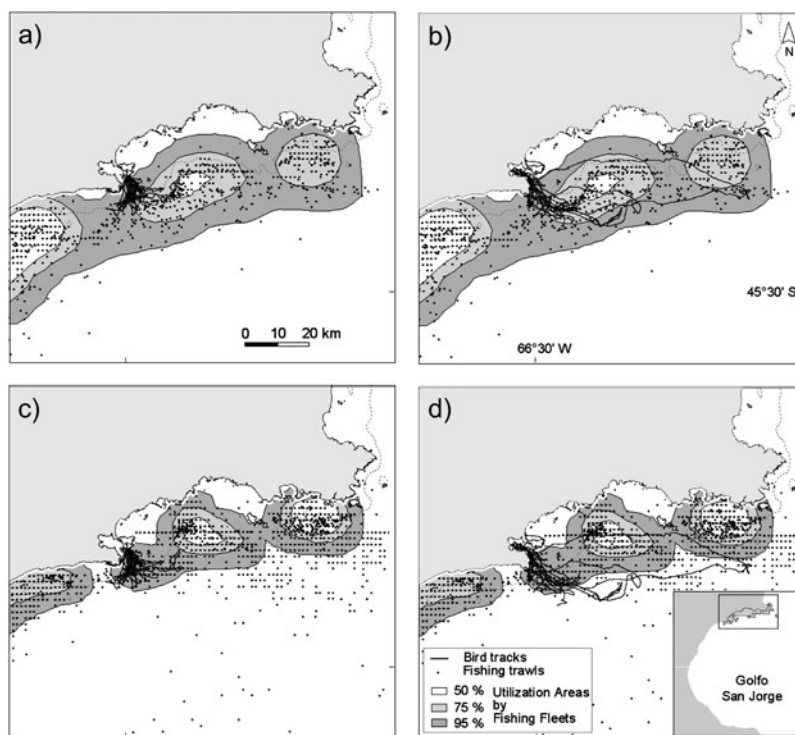 a)
b)
N
45°30' S
0 10 20 km
66°30' W
c)
d)
Bird tracks
Fishing trawls
50 % Utilization Areas
75 % by
95 % Fishing Fleets
Golfo
San Jorge